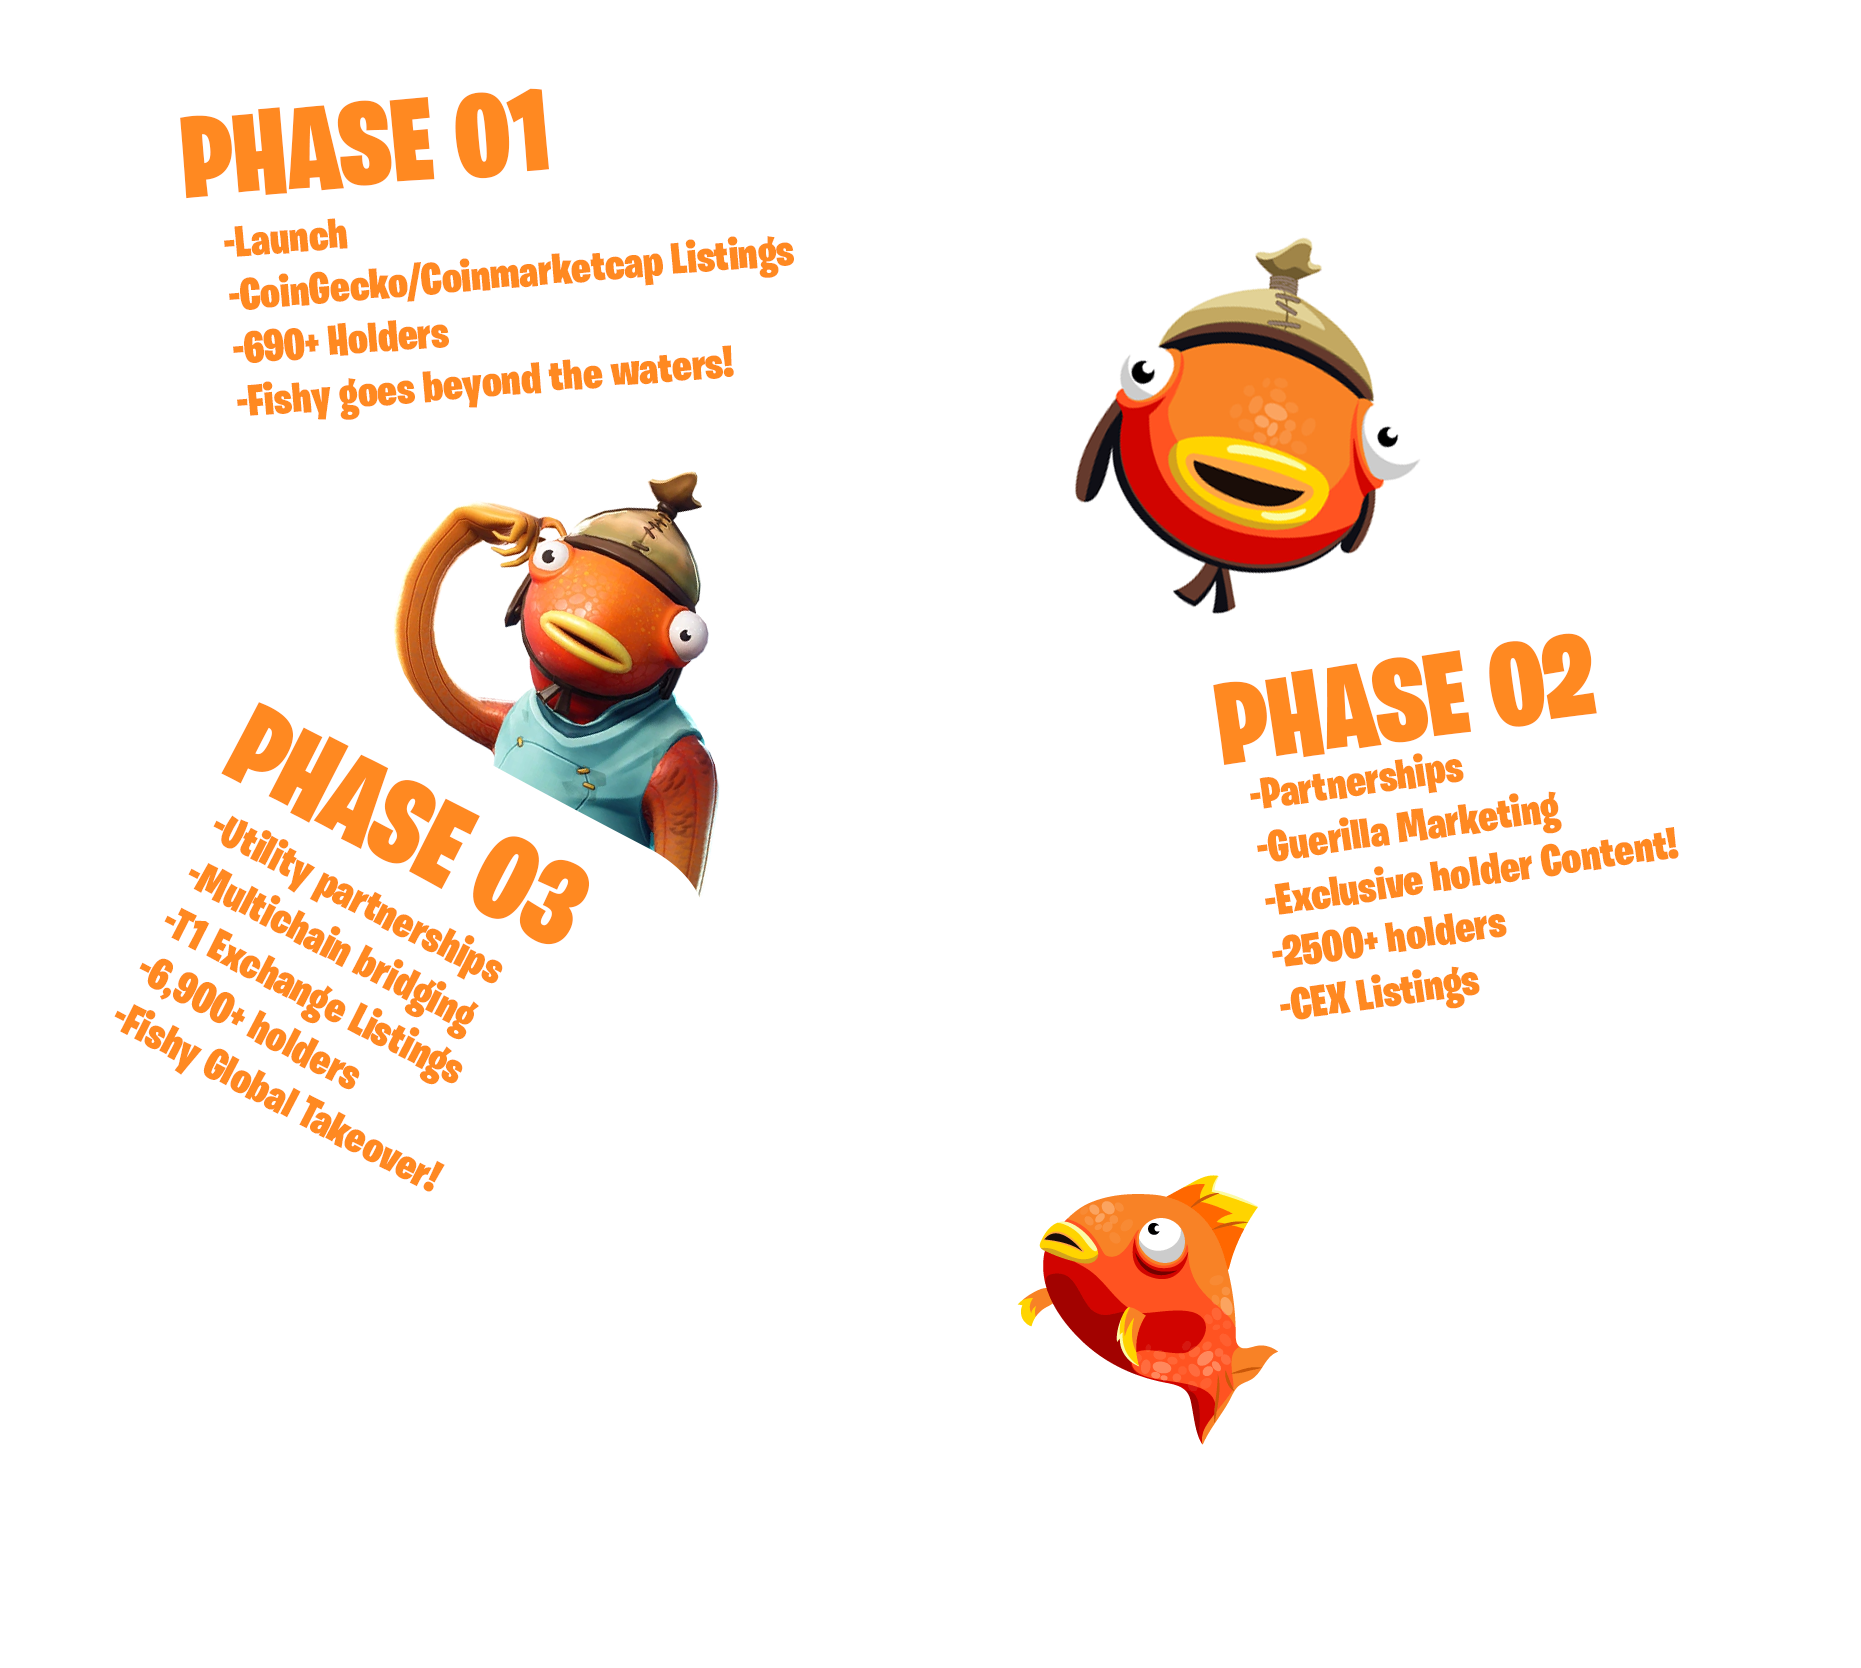 PHASE 01
-Launch
-CoinGecko/Coinmarketcap Listings
-690+ Holders
-Fishy goes beyond the waters!
PHASE 02
-Partnerships
-Guerilla Marketing
-Exclusive holder Content!
-2500+ holders
-CEX Listings
PHASE 03
-Utility partnerships
-Multichain bridging
-T1 Exchange Listings
-6,900+ holders
-Fishy Global Takeover!